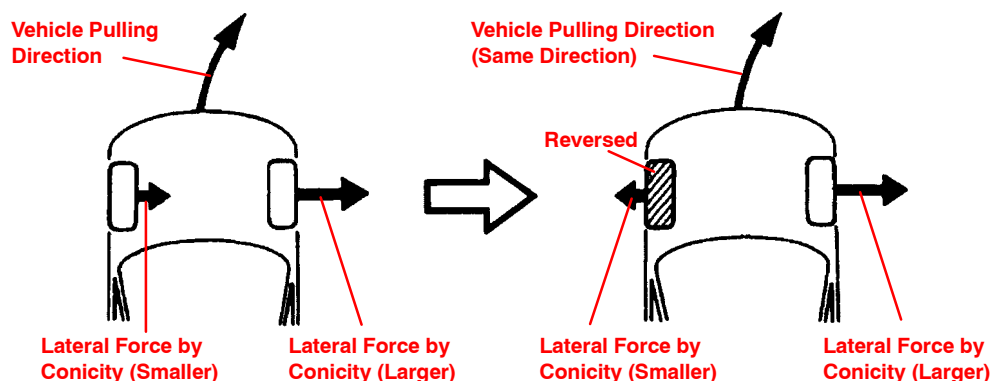 Vehicle Pulling
Direction
Vehicle Pulling Direction
(Same Direction)
Reversed
Lateral Force by
Conicity (Smaller)
Lateral Force by
Conicity (Larger)
Lateral Force by
Conicity (Smaller)
Lateral Force by
Conicity (Larger)